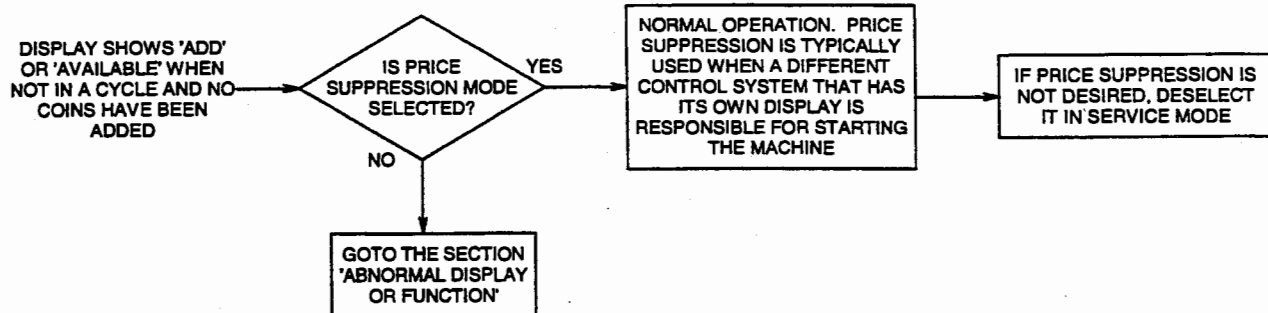 DISPLAY SHOWS 'ADD'
OR 'AVAILABLE' WHEN
NOT IN A CYCLE AND NO
COINS HAVE BEEN
ADDED
IS PRICE
SUPPRESSION MODE
SELECTED?
YES
NO
NORMAL OPERATION. PRICE
SUPPRESSION IS TYPICALLY
USED WHEN A DIFFERENT
CONTROL SYSTEM THAT HAS
ITS OWN DISPLAY IS
RESPONSIBLE FOR STARTING
THE MACHINE
IF PRICE SUPPRESSION IS
NOT DESIRED, DESELECT
IT IN SERVICE MODE
GOTO THE SECTION
'ABNORMAL DISPLAY
OR FUNCTION'